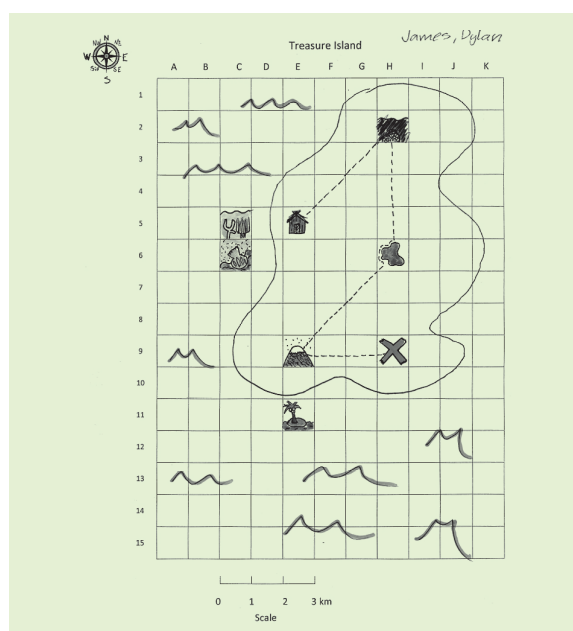 James, Dylan
Treasure Island
N
NW NE
W E
SW SE
S
A B C D E F G H I J K
1
2
3
4
5
6
7
8
9
10
11
12
13
14
15
0 1 2 3 km
Scale